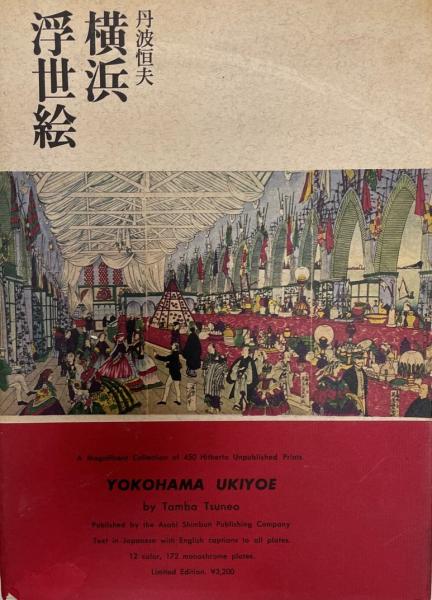 丹波恒夫
横浜
浮世絵
A Magnificent Collection of 450 Hitherto Unpublished Prints.
YOKOHAMA UKIYOE
by Tamba Tsuneo
Published by the Asahi Shimbun Publishing Company
Text in Japanese with English captions to all plates.
12 color, 172 monochrome plates.
Limited Edition. ¥3,200